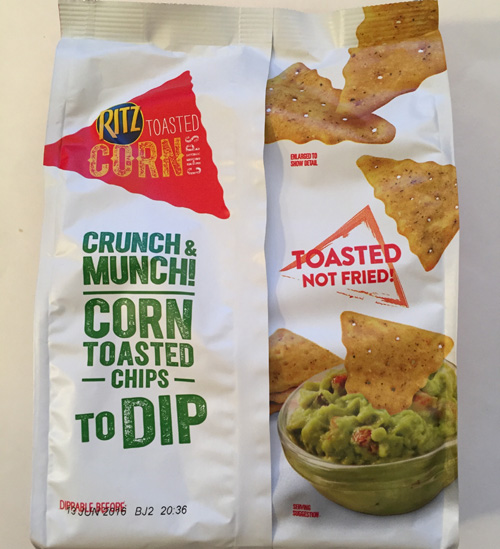 RITZ
TOASTED
CORN
CHIPS
CRUNCH &
MUNCH!
CORN
TOASTED
CHIPS
TO DIP
DIPPABLE BEFORE
13 JUN 2016 BJ2 20:36
ENLARGED TO
SHOW DETAIL
TOASTED
NOT FRIED!
SERVING
SUGGESTION